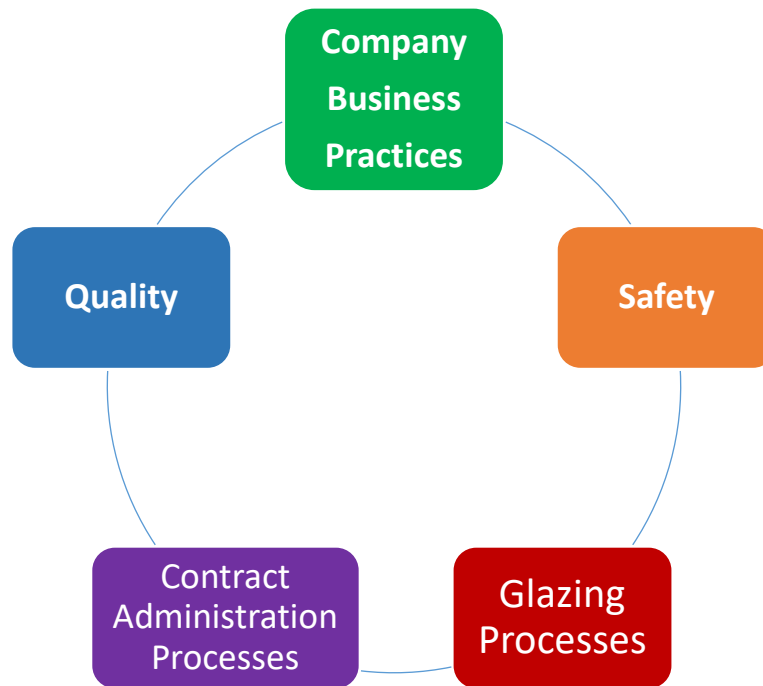 Company
Business
Practices
Quality
Safety
Contract
Administration
Processes
Glazing
Processes